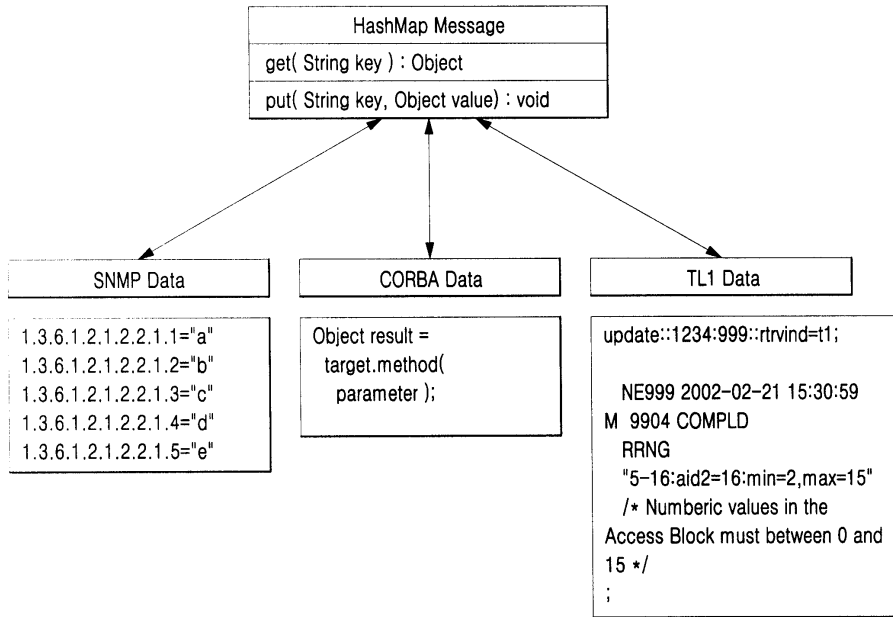 HashMap Message
get( String key ) : Object
put( String key, Object value) : void
SNMP Data
1.3.6.1.2.1.2.2.1.1="a"
1.3.6.1.2.1.2.2.1.2="b"
1.3.6.1.2.1.2.2.1.3="c"
1.3.6.1.2.1.2.2.1.4="d"
1.3.6.1.2.1.2.2.1.5="e"
CORBA Data
Object result =
target.method(
parameter );
TL1 Data
update::1234:999::rtrvind=t1;
NE999 2002-02-21 15:30:59
M 9904 COMPLD
RRNG
"5-16:aid2=16:min=2,max=15"
/* Numberic values in the
Access Block must between 0 and
15 */
;